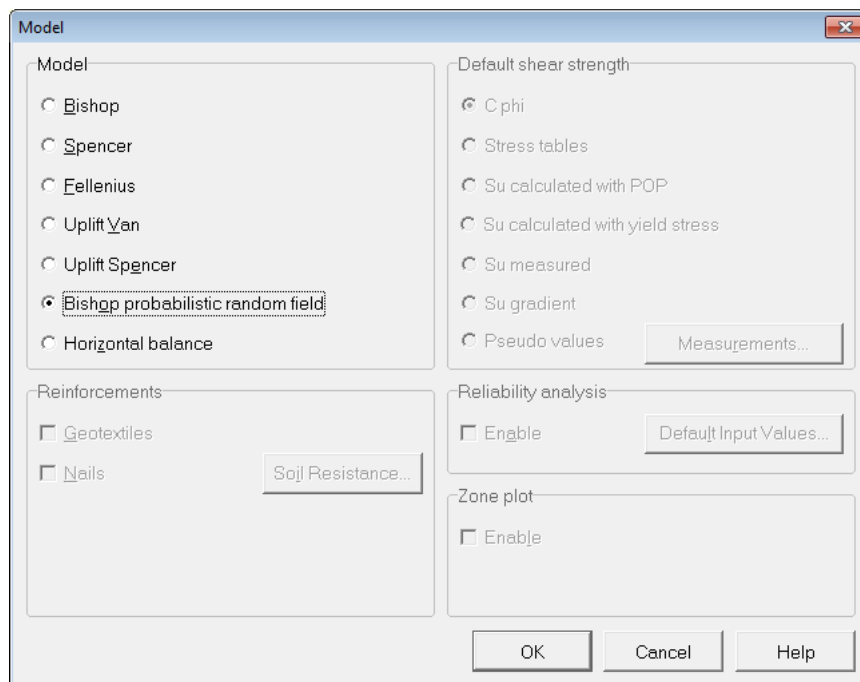 Model
Model
Bishop
Spencer
Fellenius
Uplift Van
Uplift Spencer
Bishop probabilistic random field
Horizontal balance
Default shear strength
C phi
Stress tables
Su calculated with POP
Su calculated with yield stress
Su measured
Su gradient
Pseudo values
Measurements...
Reinforcements
Geotextiles
Nails
Soil Resistance...
Reliability analysis
Enable
Default Input Values...
Zone plot
Enable
OK
Cancel
Help